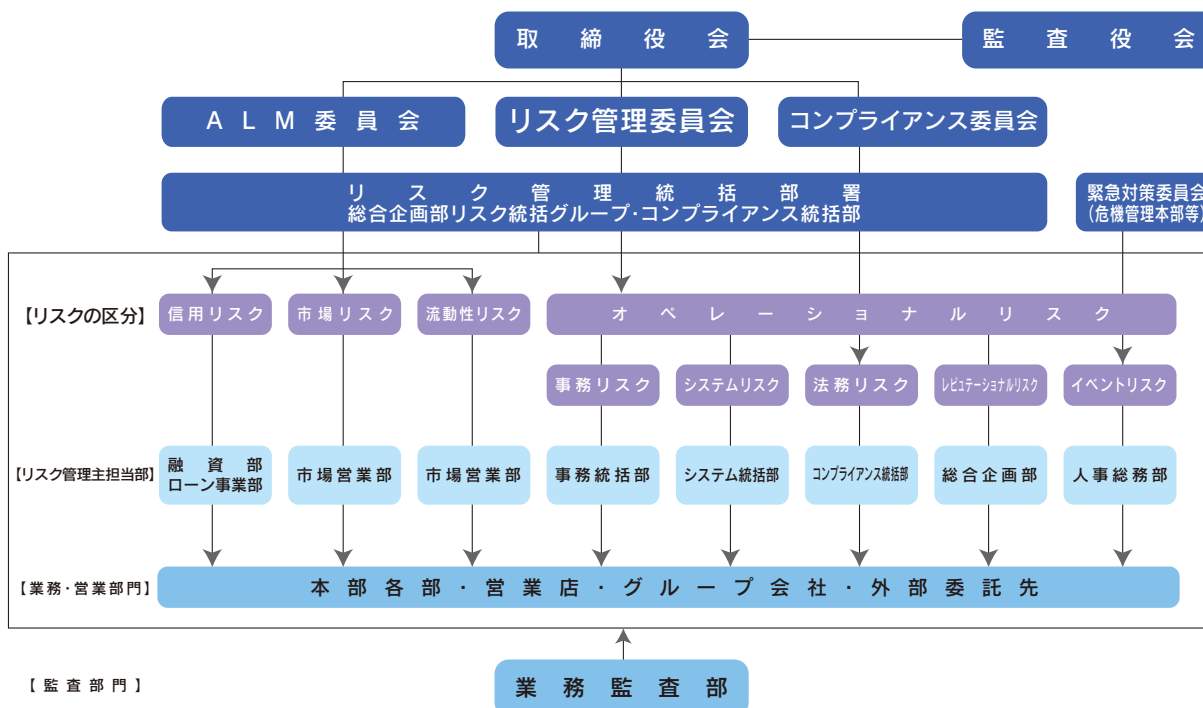 取締役会
監査役会
ALM委員会
リスク管理委員会
コンプライアンス委員会
リスク管理統括部署
総合企画部リスク統括グループ・コンプライアンス統括部
緊急対策委員会
(危機管理本部等)
【リスクの区分】
信用リスク
市場リスク
流動性リスク
オペレーショナルリスク
事務リスク
システムリスク
法務リスク
レピュテーショナルリスク
イベントリスク
【リスク管理主担当部】
融資部
ローン事業部
市場営業部
市場営業部
事務統括部
システム統括部
コンプライアンス統括部
総合企画部
人事総務部
【業務・営業部門】
本部各部・営業店・グループ会社・外部委託先
【監査部門】
業務監査部